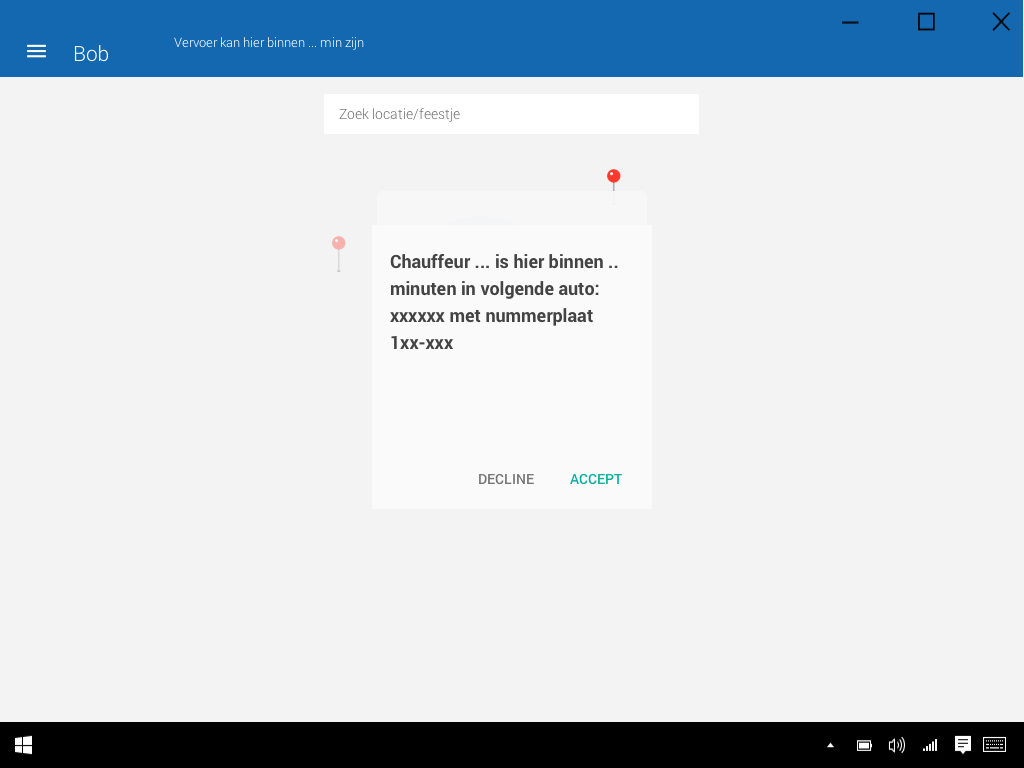 Vervoer kan hier binnen ... min zijn
Bob
Zoek locatie/feestje
Chauffeur ... is hier binnen ..
minuten in volgende auto:
xxxxxx met nummerplaat
1xx-xxx
DECLINE ACCEPT